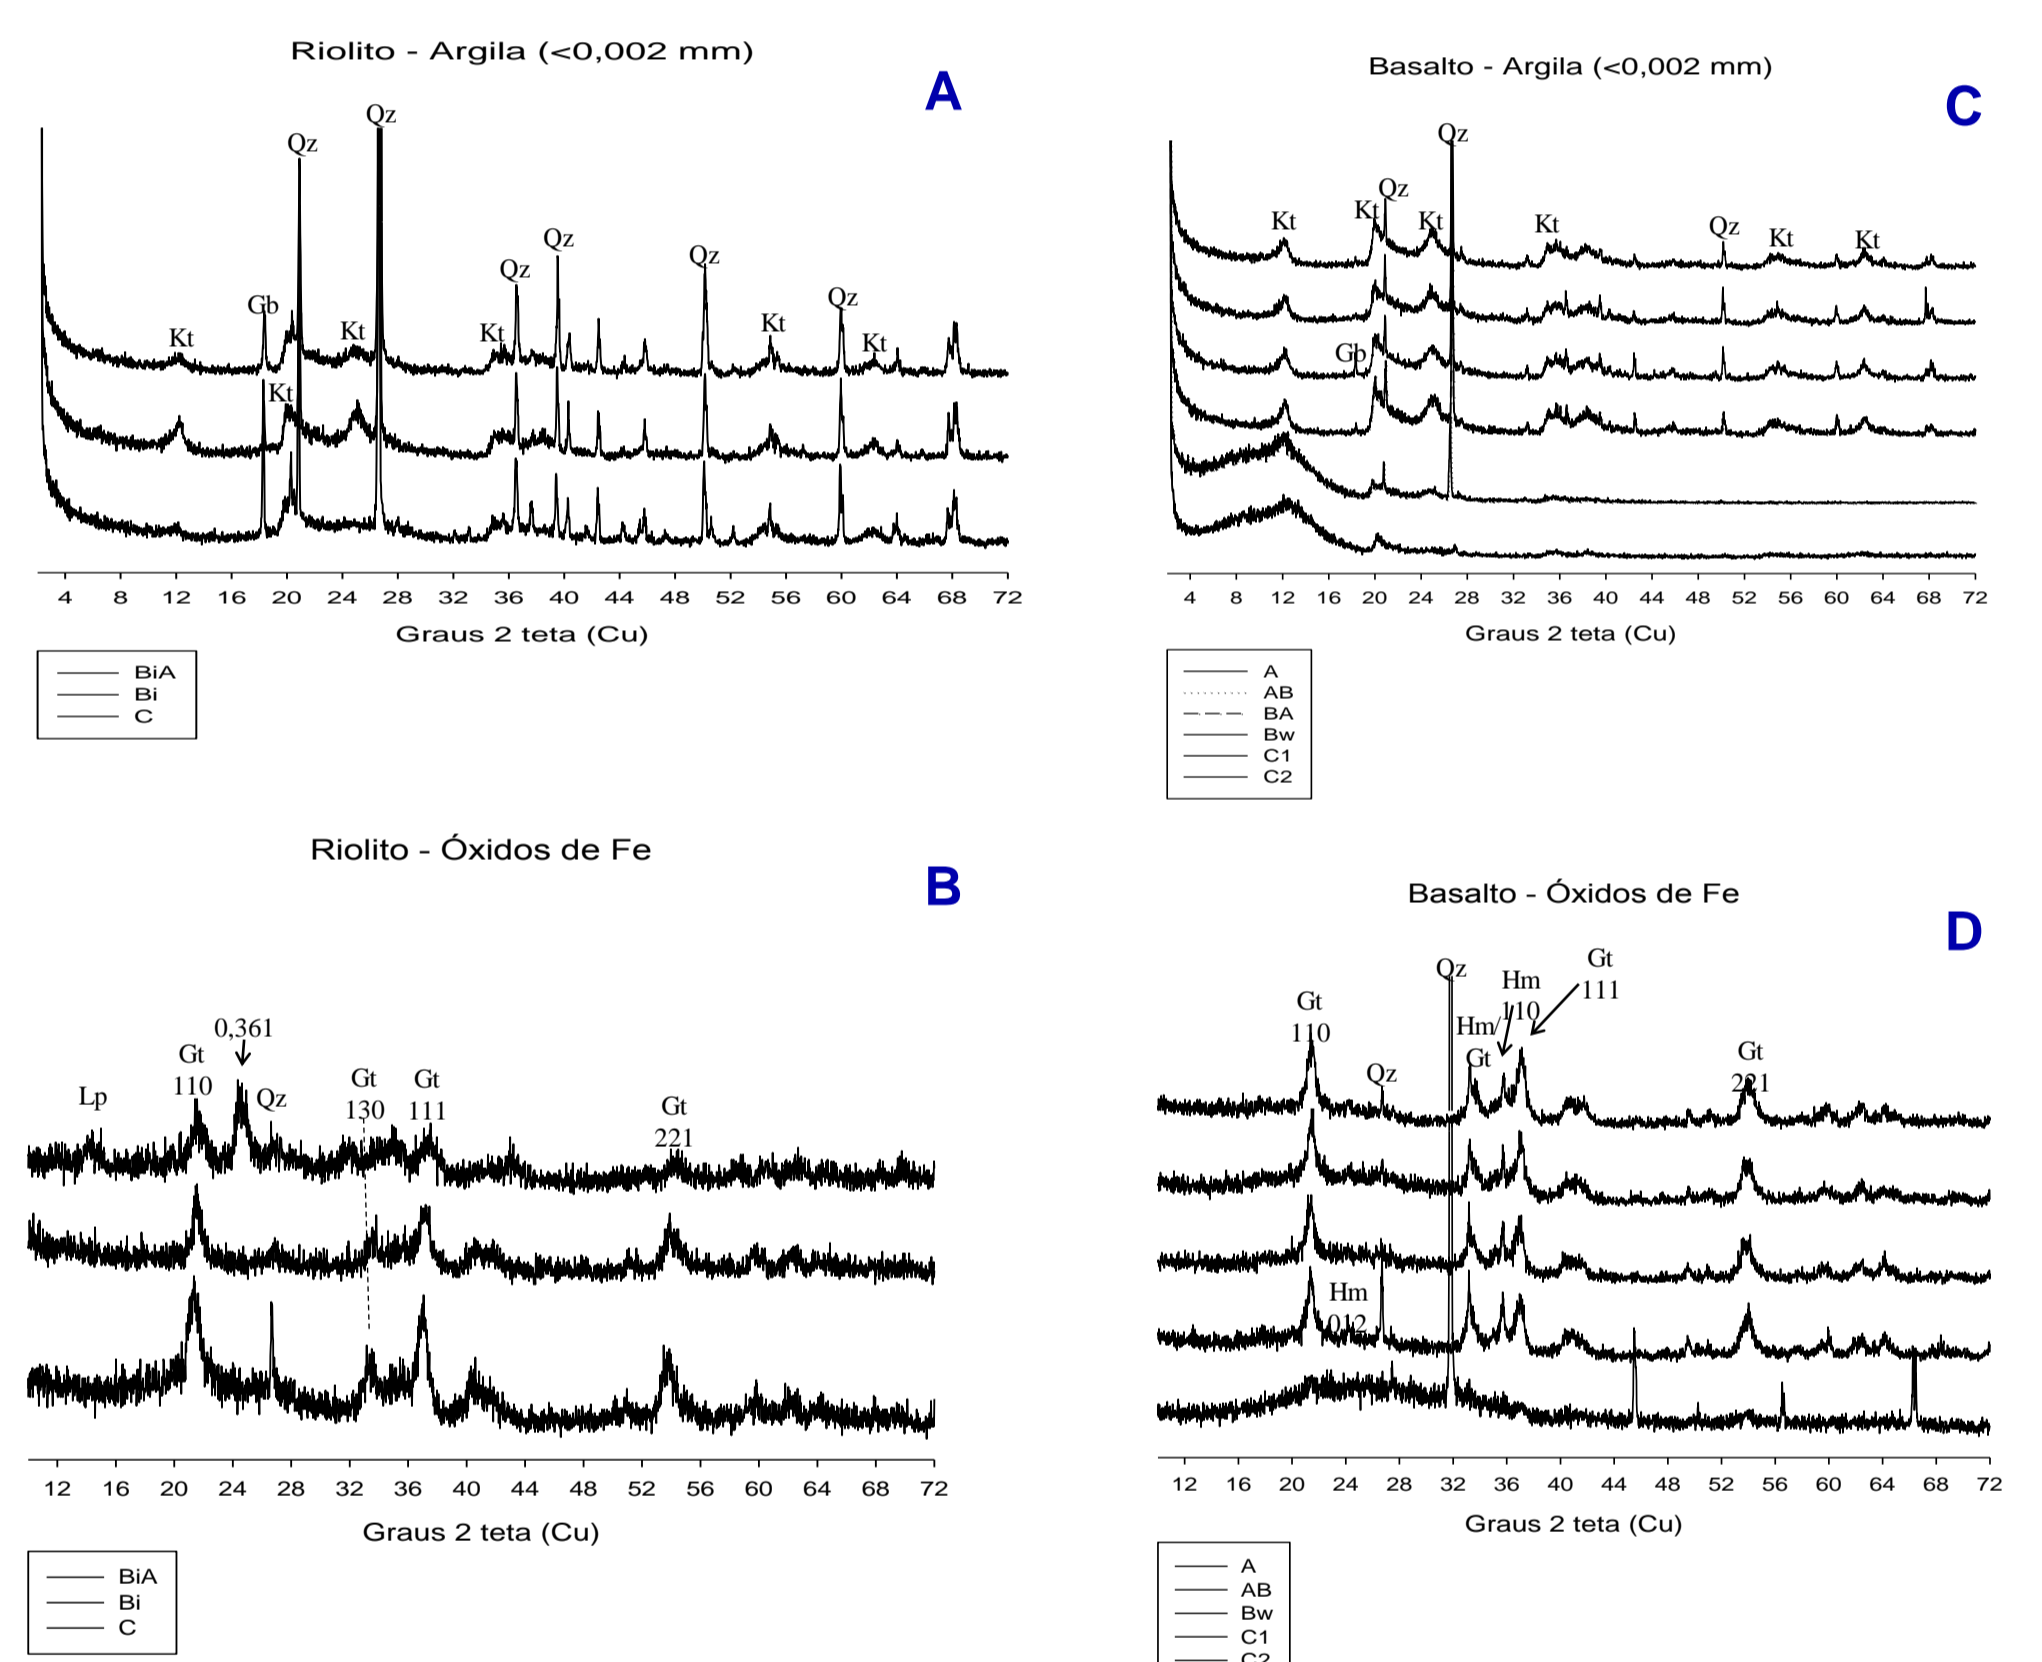 Riolito - Argila (<0,002 mm)
A
Qz
Qz
Qz
Qz
Qz
Qz
Gb
Kt
Kt
Kt
Kt
Kt
Kt
4 8 12 16 20 24 28 32 36 40 44 48 52 56 60 64 68 72
Graus 2 teta (Cu)
BiA
Bi
C
Basalto - Argila (<0,002 mm)
C
Qz
Qz
Kt
Kt
Kt
Kt
Qz
Kt
Kt
Gb
4 8 12 16 20 24 28 32 36 40 44 48 52 56 60 64 68 72
Graus 2 teta (Cu)
A
AB
BA
Bw
C1
C2
Riolito - Óxidos de Fe
B
0,361
Gt
110
Lp
Qz
Gt
130
Gt
111
Gt
221
12 16 20 24 28 32 36 40 44 48 52 56 60 64 68 72
Graus 2 teta (Cu)
BiA
Bi
C
Basalto - Óxidos de Fe
D
Qz
Gt
111
Hm
110
Gt
110
Hm/
Gt
Qz
Gt
221
Hm
012
12 16 20 24 28 32 36 40 44 48 52 56 60 64 68 72
Graus 2 teta (Cu)
A
AB
Bw
C1
C2